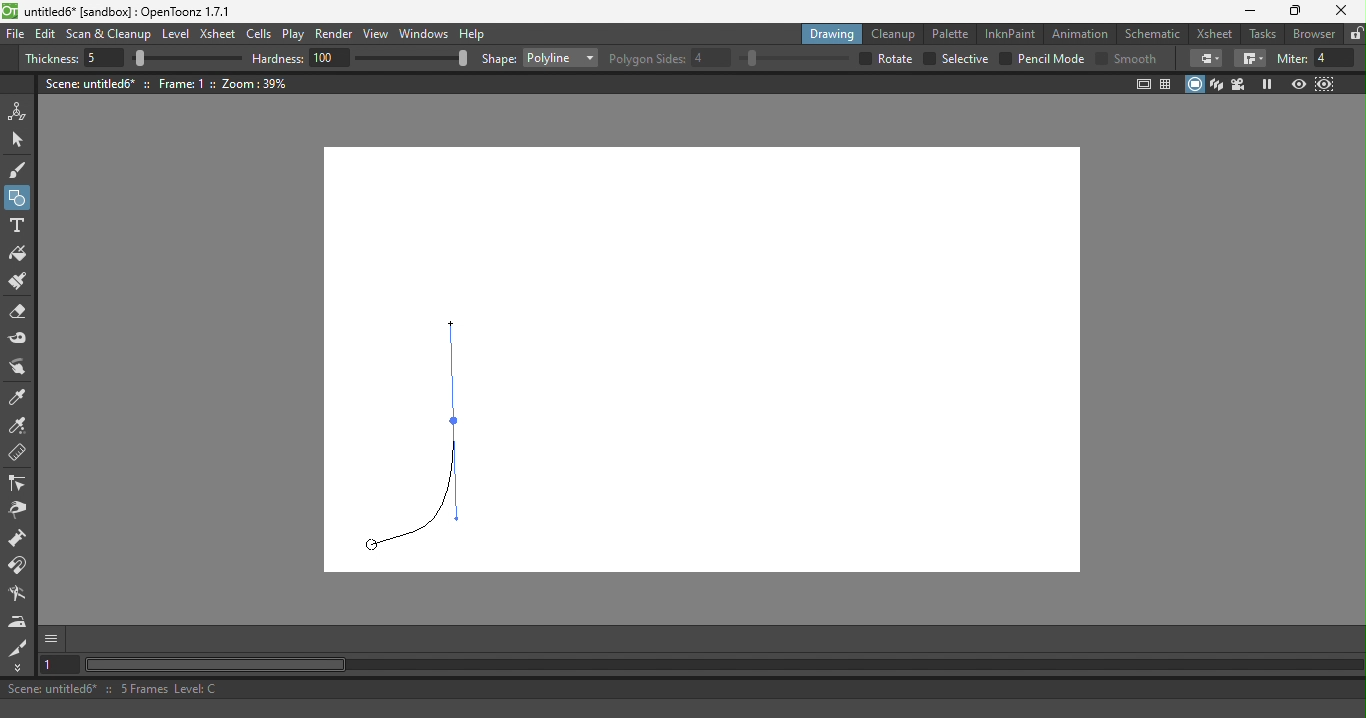 untitled6* [sandbox] : OpenToonz 1.7.1
File Edit Scan & Cleanup Level Xsheet Cells Play Render View Windows Help Drawing Cleanup Palette InknPaint Animation Schematic Xsheet Tasks Browser
Thickness: 5 Hardness: 100 Shape: Polyline Polygon Sides: 4 Rotate Selective Pencil Mode Smooth Miter: 4
Scene: untitled6* :: Frame: 1 :: Zoom : 39%
1
Scene: untitled6* :: 5 Frames Level: C